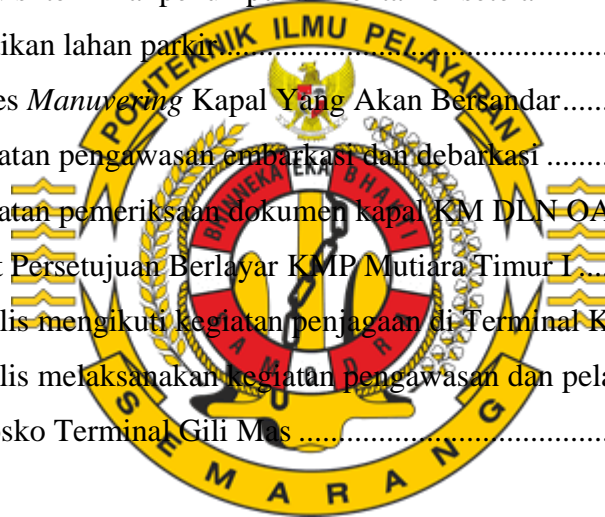 ikan lahan parkir
es Manuvering Kapal Yang Akan Bersandar
atan pengawasan embarkasi dan debarkasi
atan pemeriksaan dokumen kapal KM DLN OA
t Persetujuan Berlayar KMP Mutiara Timur I
lis mengikuti kegiatan penjagaan di Terminal K
lis melaksanakan kegiatan pengawasan dan pela
sko Terminal Gili Mas
POLITEKNIK ILMU PELAYARAN
BHINNEKA EKA BHAKTI
SAMODRA
SEMARANG